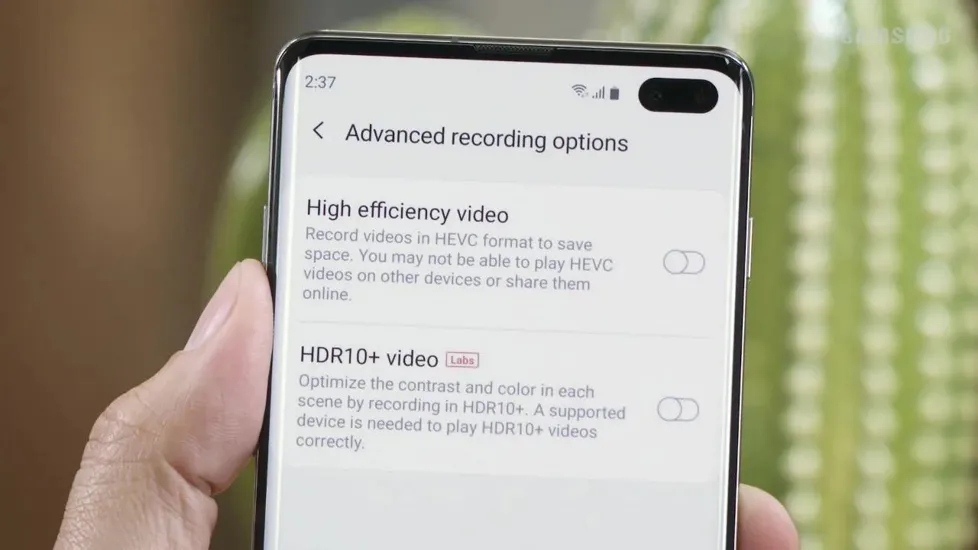 SAMSUNG
2:37
Advanced recording options
High efficiency video
Record videos in HEVC format to save
space. You may not be able to play HEVC
videos on other devices or share them
online.
HDR10+ video Labs
Optimize the contrast and color in each
scene by recording in HDR10+. A supported
device is needed to play HDR10+ videos
correctly.